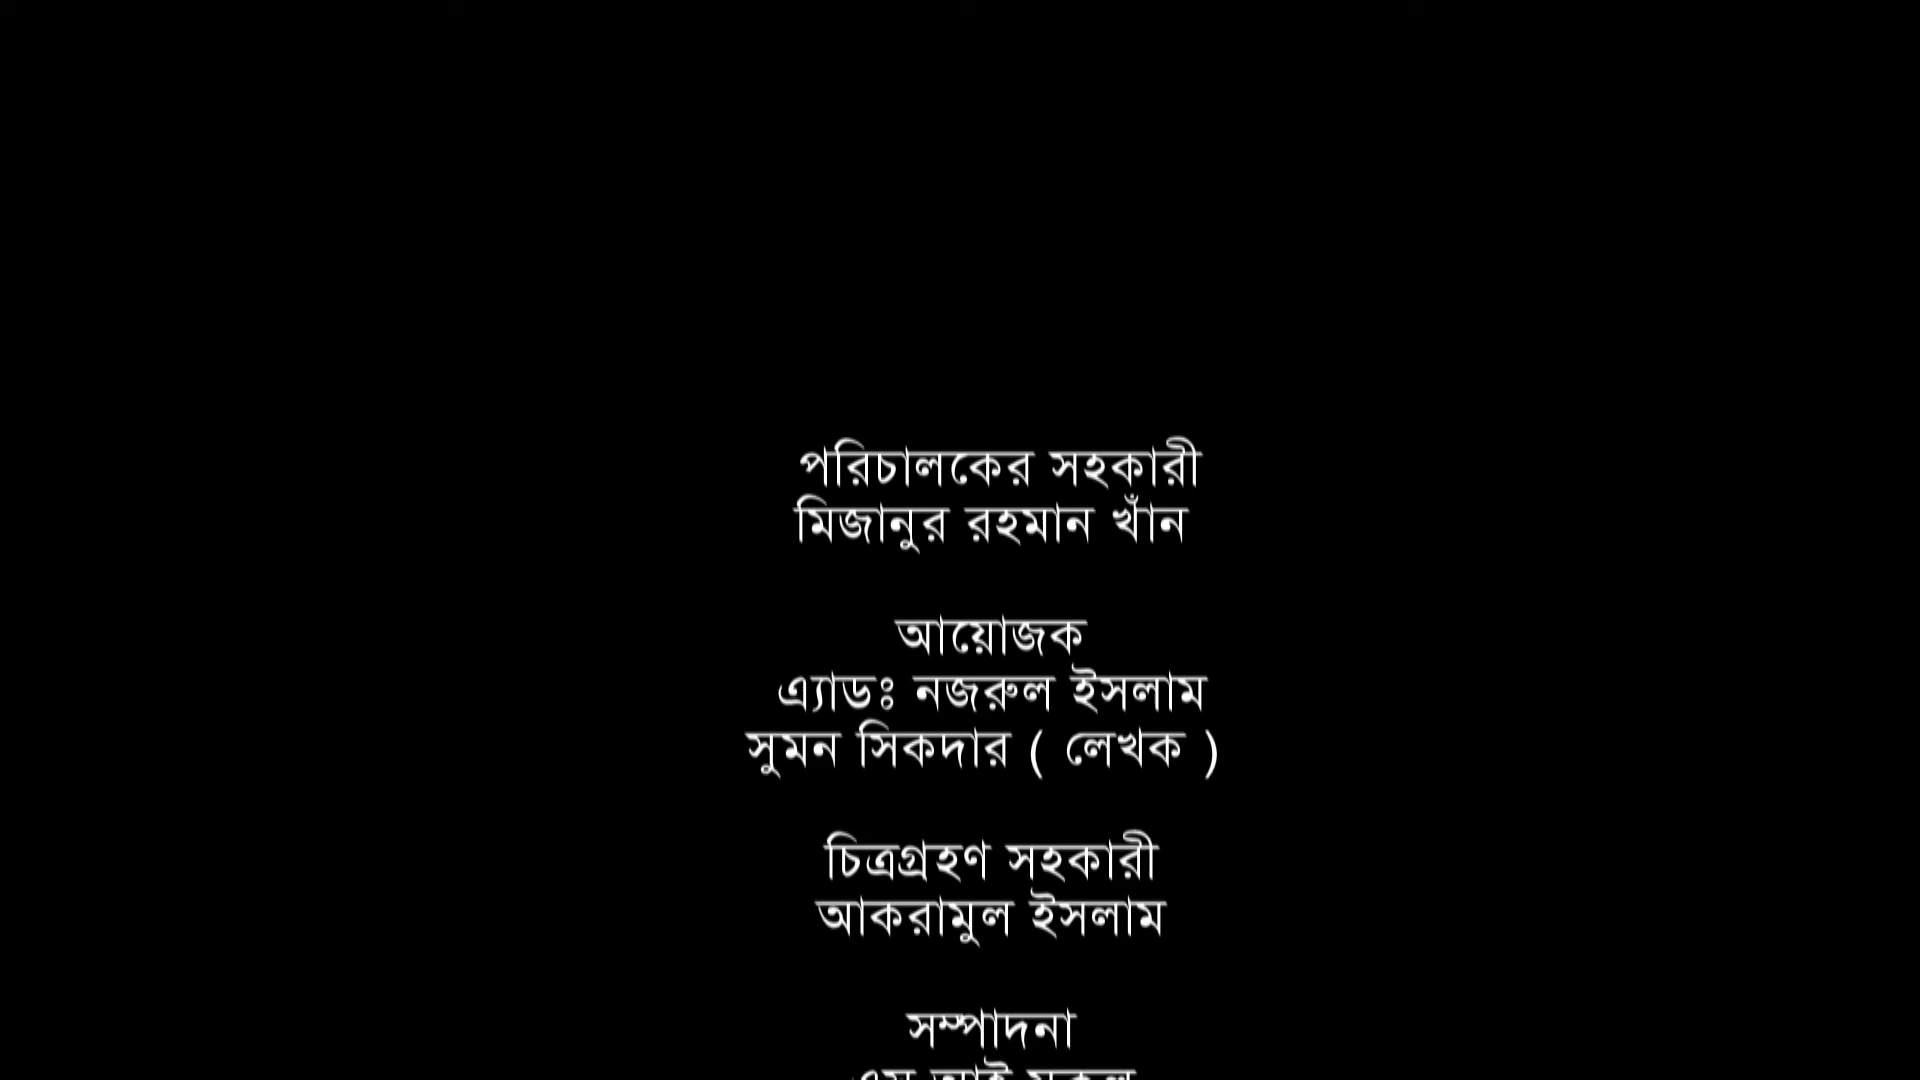 পরিচালকের সহকারী
মিজানুর রহমান খাঁন
আয়োজক
এ্যাডঃ নজরুল ইসলাম
সুমন সিকদার ( লেখক )
চিত্রগ্রহণ সহকারী
আকরামুল ইসলাম
সম্পাদনা